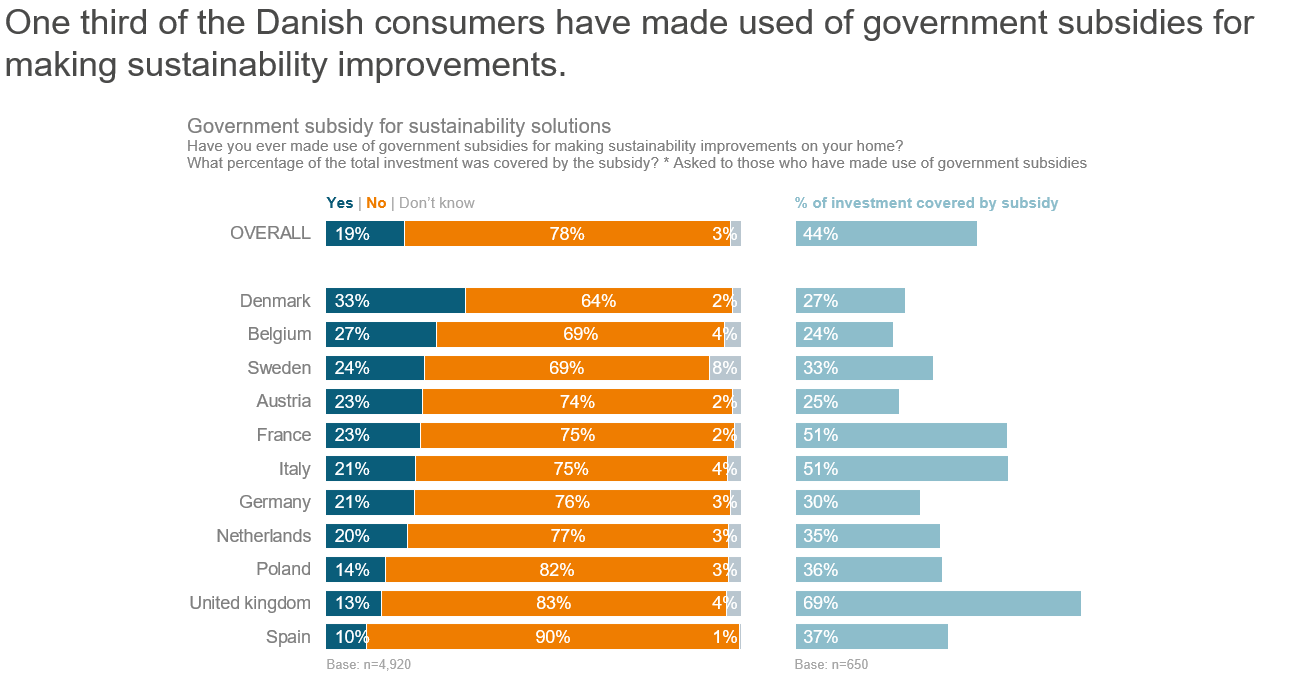 One third of the Danish consumers have made used of government subsidies for
making sustainability improvements.
Government subsidy for sustainability solutions
Have you ever made use of government subsidies for making sustainability improvements on your home?
What percentage of the total investment was covered by the subsidy? * Asked to those who have made use of government subsidies
Yes | No | Don't know
% of investment covered by subsidy
OVERALL 19% 78% 3% 44%
Denmark 33% 64% 2% 27%
Belgium 27% 69% 4% 24%
Sweden 24% 69% 8% 33%
Austria 23% 74% 2% 25%
France 23% 75% 2% 51%
Italy 21% 75% 4% 51%
Germany 21% 76% 3% 30%
Netherlands 20% 77% 3% 35%
Poland 14% 82% 3% 36%
United kingdom 13% 83% 4% 69%
Spain 10% 90% 1% 37%
Base: n=4,920
Base: n=650